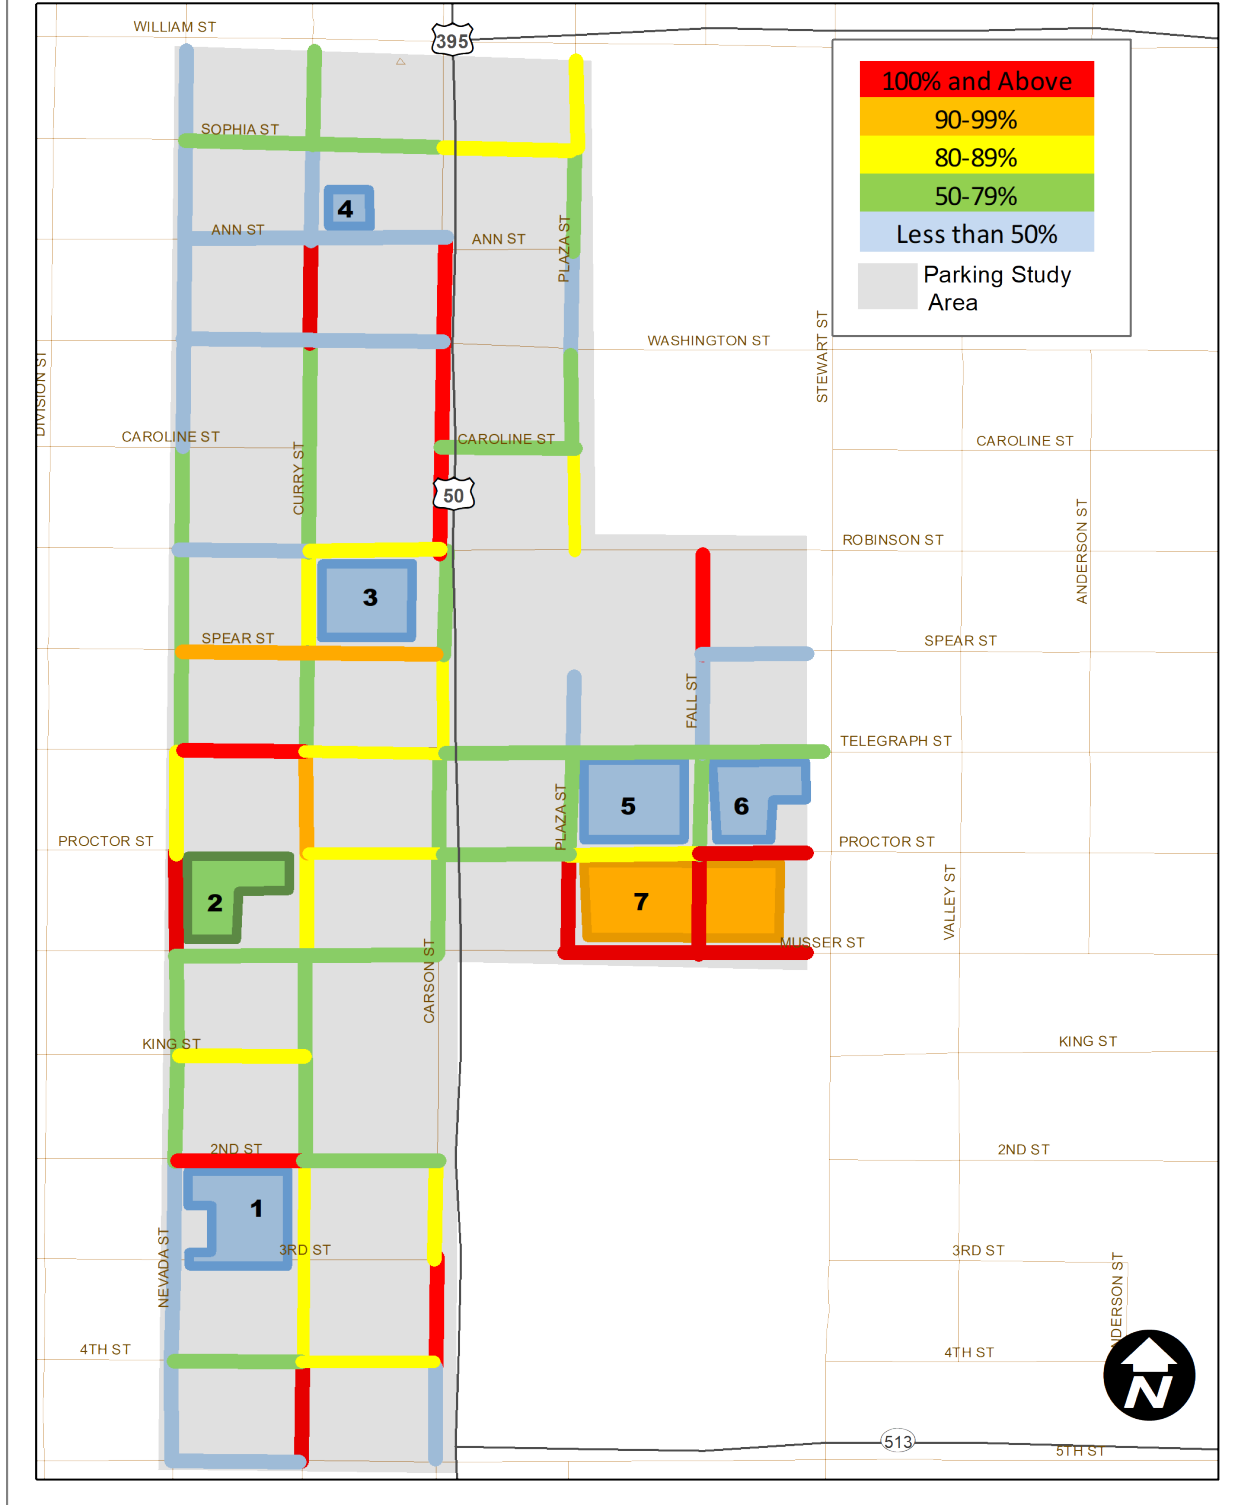 WILLIAM ST
395
100% and Above
90-99%
80-89%
50-79%
Less than 50%
Parking Study
Area
SOPHIA ST
4
ANN ST
ANN ST
PLAZA ST
WASHINGTON ST
STEWART ST
DIVISION ST
CAROLINE ST
CAROLINE ST
CAROLINE ST
CURRY ST
50
ROBINSON ST
ANDERSON ST
3
SPEAR ST
SPEAR ST
FALL ST
TELEGRAPH ST
PLAZA ST
5
6
PROCTOR ST
PROCTOR ST
2
7
VALLEY ST
MUSSER ST
CARSON ST
KING ST
KING ST
2ND ST
2ND ST
1
NEVADA ST
3RD ST
3RD ST
NDERSON ST
4TH ST
4TH ST
N
513
5TH ST